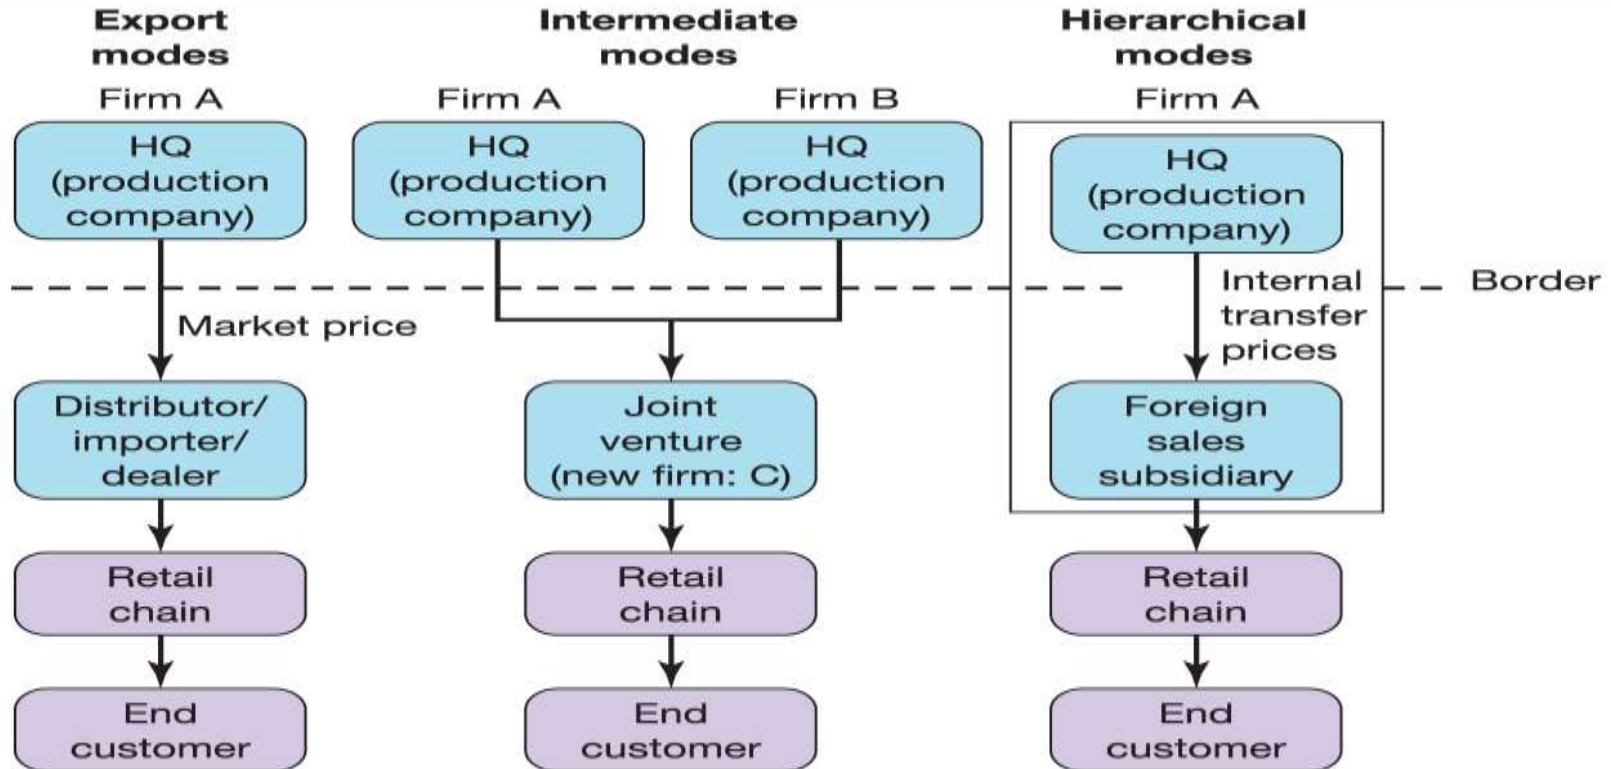 Export
modes
Intermediate
modes
Hierarchical
modes
Firm A
Firm A
Firm B
Firm A
HQ
(production
company)
HQ
(production
company)
HQ
(production
company)
HQ
(production
company)
Border
Market price
Internal
transfer
prices
Distributor/
importer/
dealer
Joint
venture
(new firm: C)
Foreign
sales
subsidiary
Retail
chain
Retail
chain
Retail
chain
End
customer
End
customer
End
customer